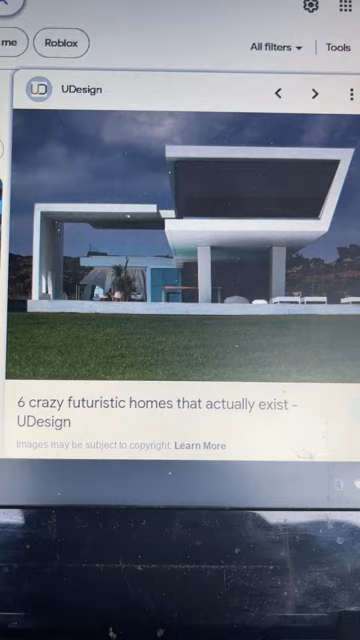 me
Roblox
All filters
Tools
UD
UDesign
6 crazy futuristic homes that actually exist -
UDesign
Images may be subject to copyright. Learn More